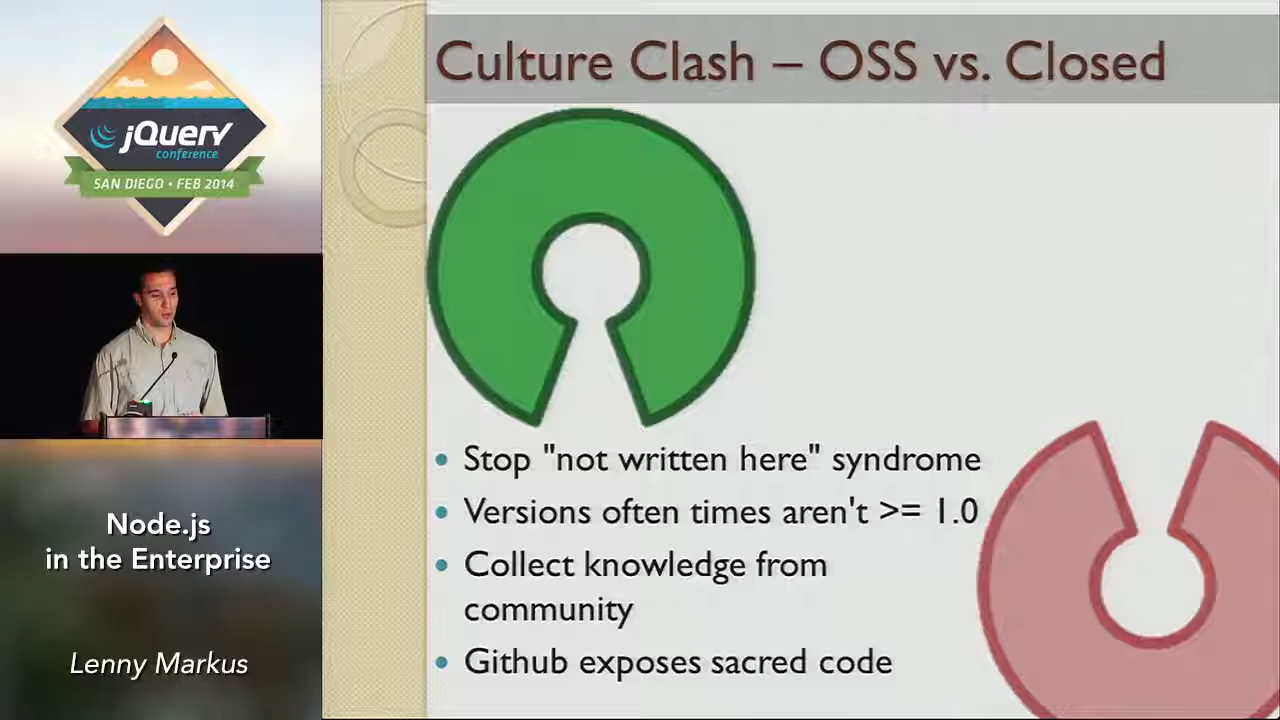 jQuery
conference
SAN DIEGO • FEB 2014
Node.js
in the Enterprise
Lenny Markus
Culture Clash – OSS vs. Closed
• Stop "not written here" syndrome
• Versions often times aren't >= 1.0
• Collect knowledge from
community
• Github exposes sacred code